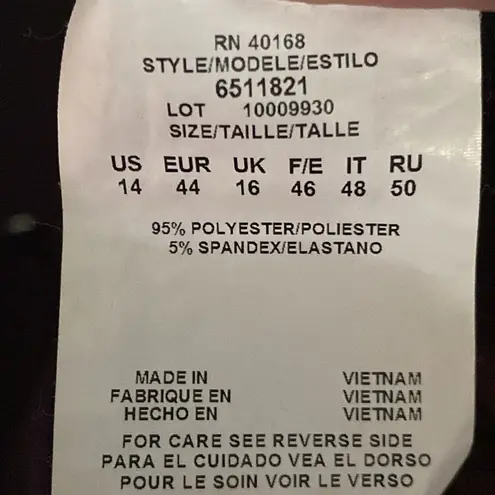 RN 40168
STYLE/MODELE/ESTILO
6511821
LOT 10009930
SIZE/TAILLE/TALLE
US EUR UK F/E IT RU
14 44 16 46 48 50
95% POLYESTER/POLIESTER
5% SPANDEX/ELASTANO
MADE IN VIETNAM
FABRIQUE EN VIETNAM
HECHO EN VIETNAM
FOR CARE SEE REVERSE SIDE
PARA EL CUIDADO VEA EL DORSO
POUR LE SOIN VOIR LE VERSO